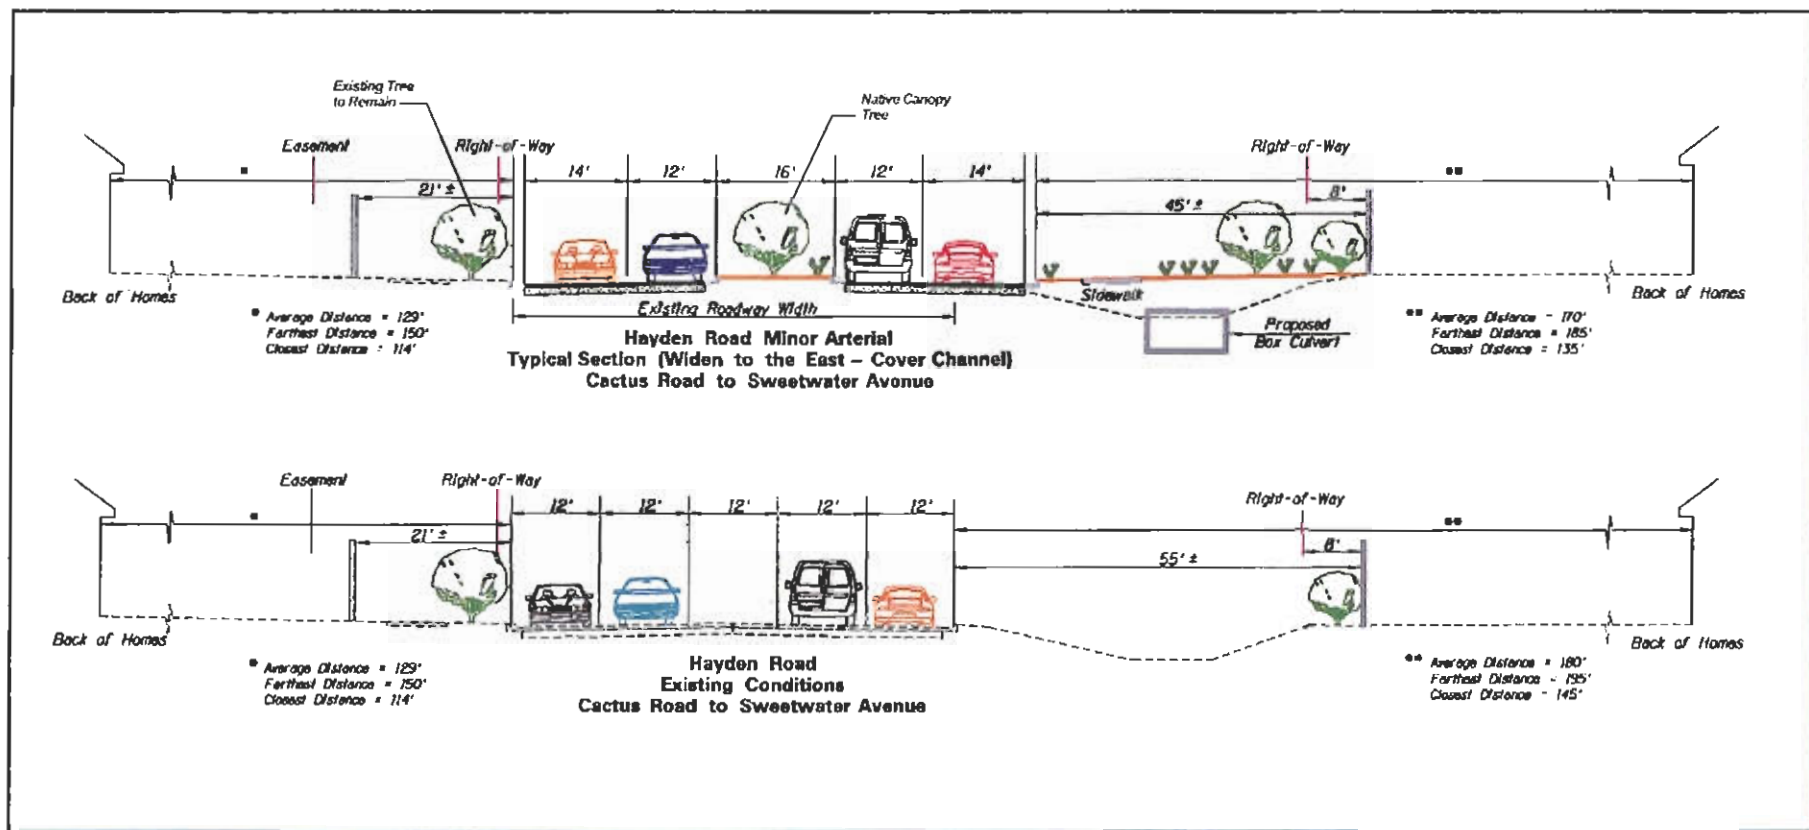 Existing Tree
to Remain
Native Canopy
Tree
Easement
Right-of-Way
Right-of-Way
14'
12'
16'
12'
14'
**
21' ±
8'
45' ±
Back of Homes
Sidewalk
Back of Homes
Existing Roadway Width
* Average Distance = 129'
Farthest Distance = 150'
Closest Distance = 114'
Proposed
Box Culvert
** Average Distance = 170'
Farthest Distance = 185'
Closest Distance = 135'
Hayden Road Minor Arterial
Typical Section (Widen to the East - Cover Channel)
Cactus Road to Sweetwater Avenue
Easement
Right-of-Way
Right-of-Way
12'
12'
12'
12'
12'
**
21' ±
8'
55' ±
Back of Homes
Back of Homes
* Average Distance = 129'
Farthest Distance = 150'
Closest Distance = 114'
Hayden Road
Existing Conditions
Cactus Road to Sweetwater Avenue
** Average Distance = 180'
Farthest Distance = 195'
Closest Distance = 145'